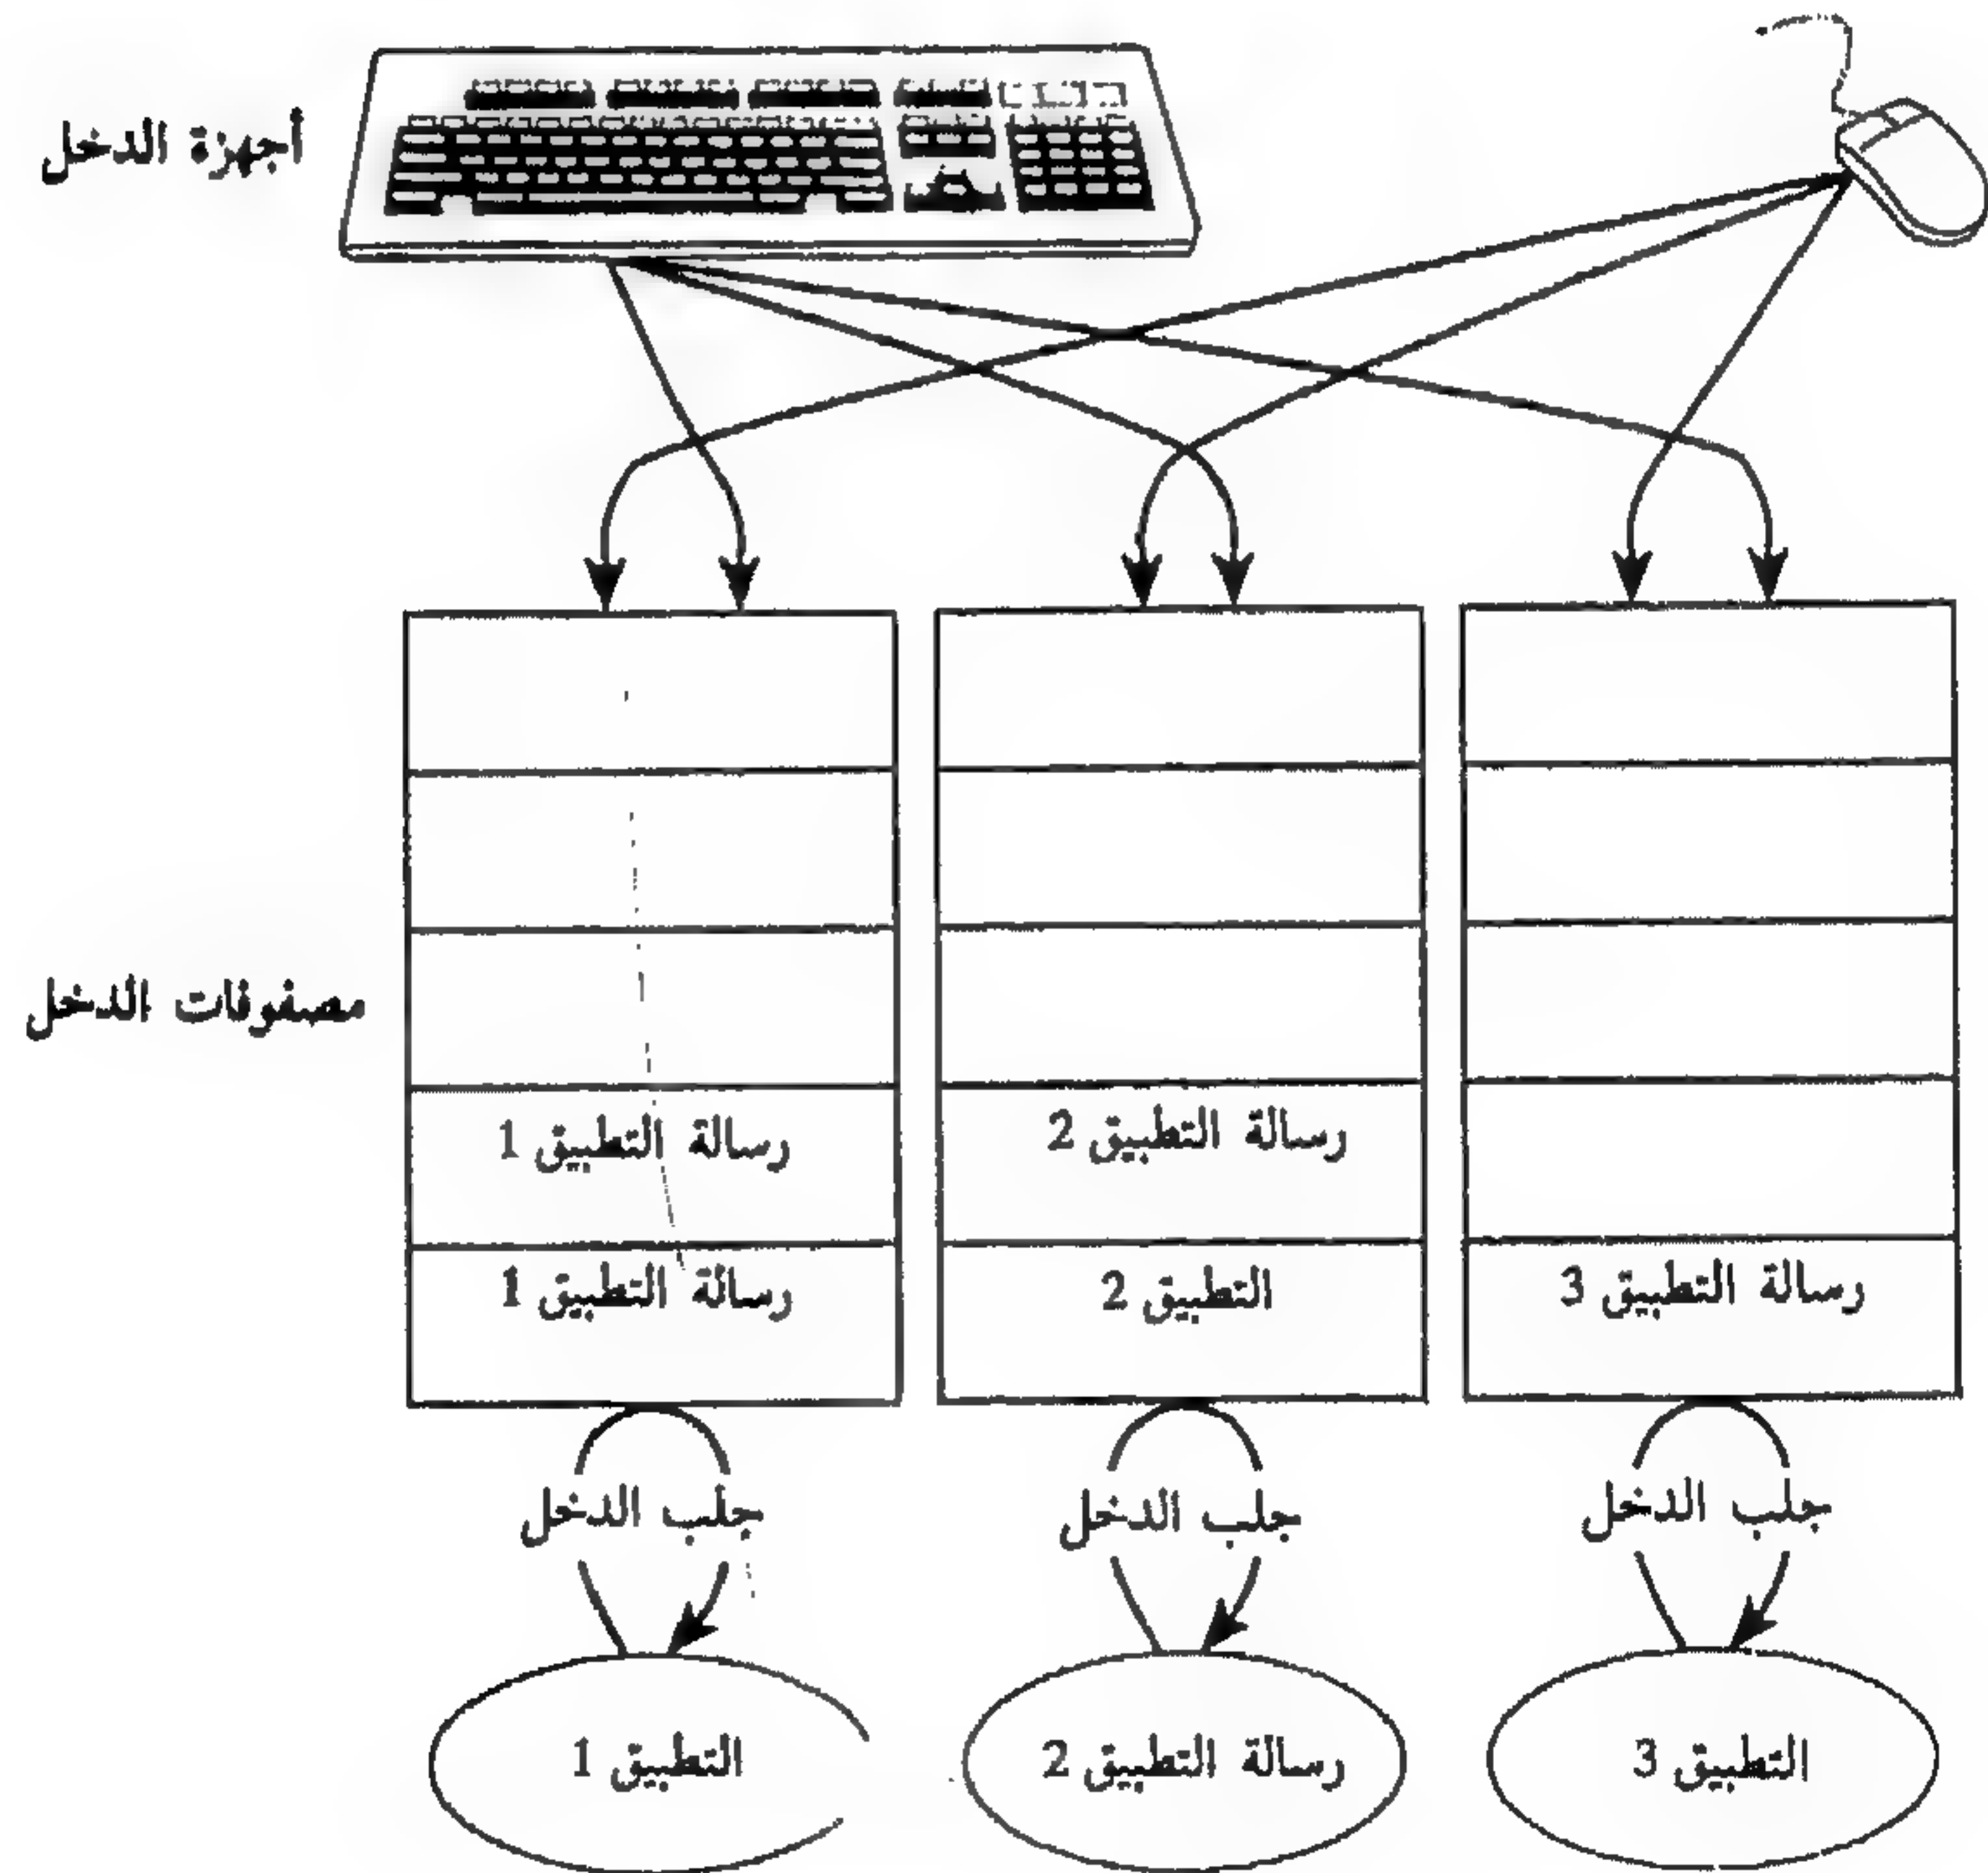 أجهزة الدخل
مصفوفات الدخل
رسالة التطبيق 1
رسالة التطبيق 2
رسالة التطبيق 1
التطبيق 2
رسالة التطبيق 3
جلب الدخل
جلب الدخل
جلب الدخل
التطبيق 1
رسالة التطبيق 2
التطبيق 3